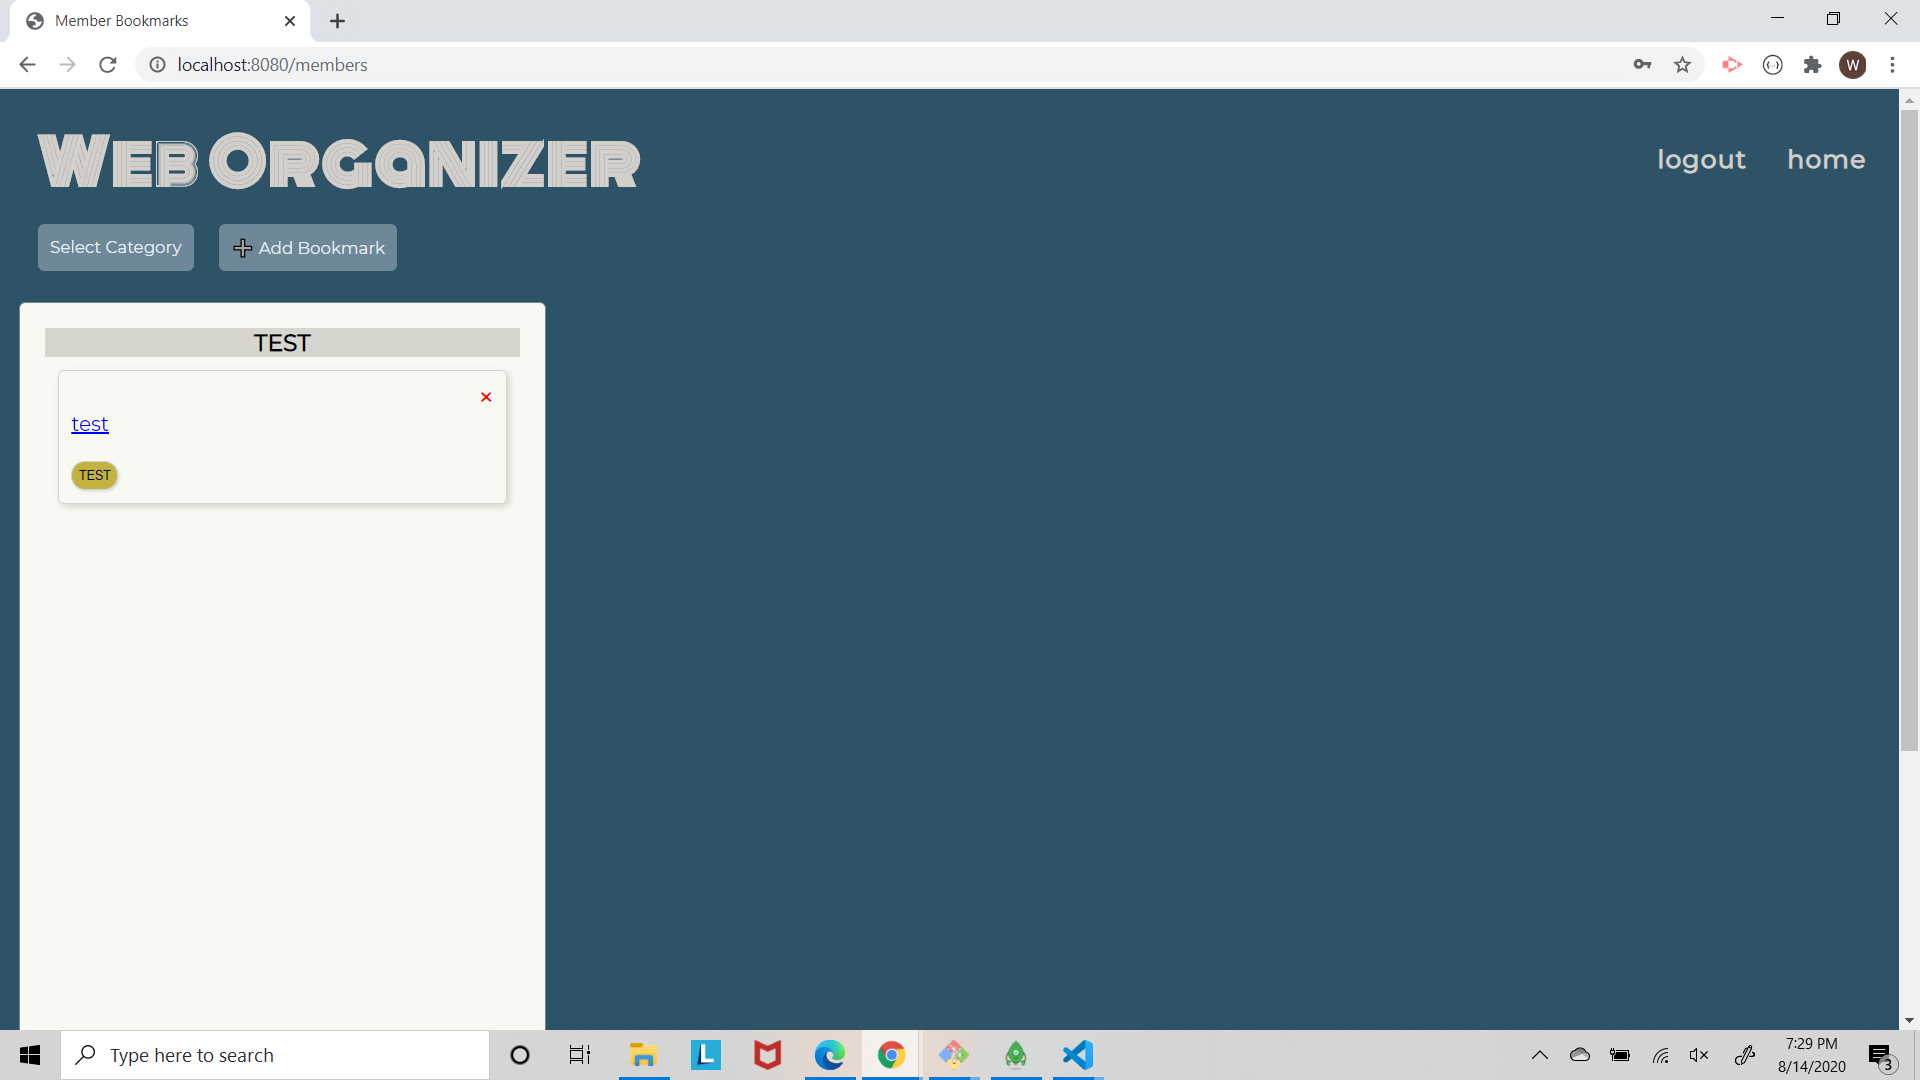 Member Bookmarks
localhost:8080/members
W
Web Organizer
logout home
Select Category
Add Bookmark
TEST
×
test
TEST
Type here to search
L
7:29 PM
8/14/2020
3